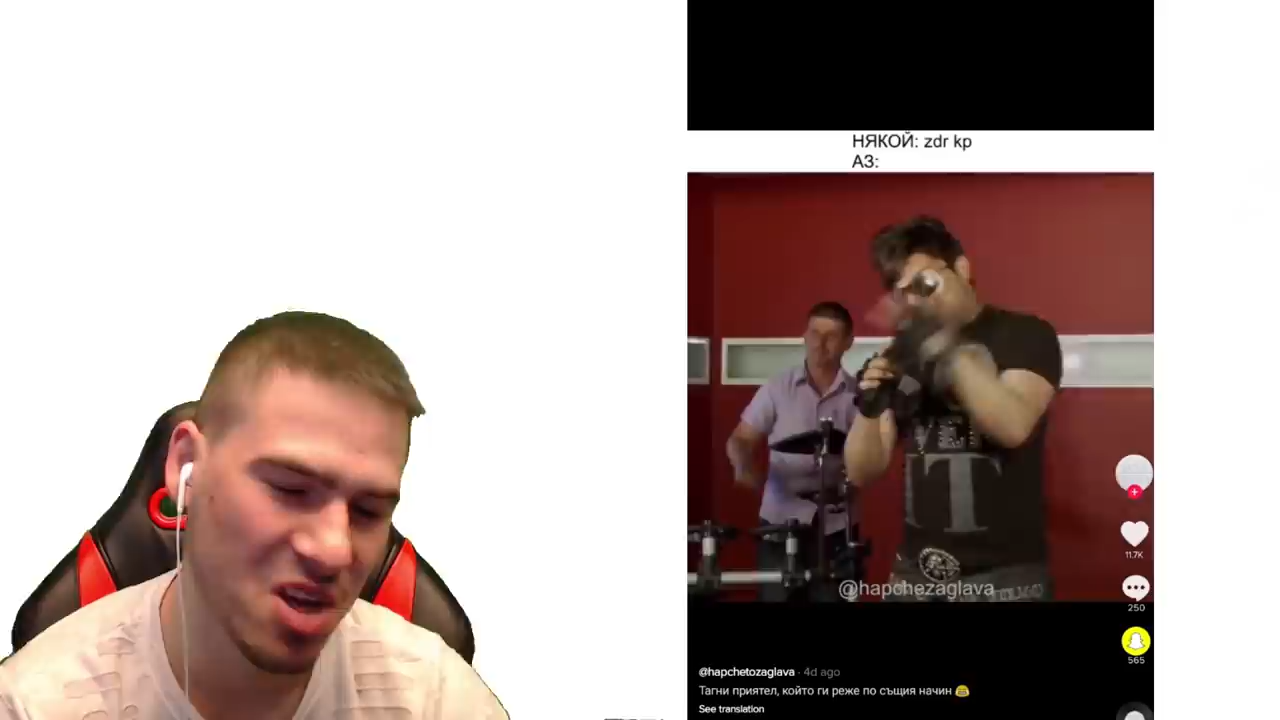 НЯКОЙ: zdr kp
АЗ:
IT
@hapchezaglava
11.7K
250
565
@hapchetozaglava · 4d ago
Тагни приятел, който ги реже по същия начин 😂
See translation